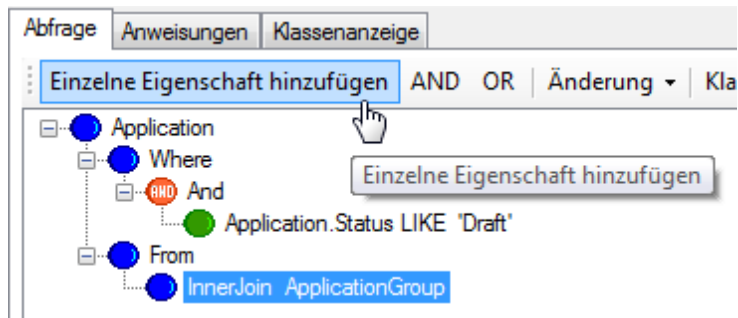 Abfrage Anweisungen Klassenanzeige
Einzelne Eigenschaft hinzufügen AND OR Änderung Kla
Application
Where
Einzelne Eigenschaft hinzufügen
AND And
Application.Status LIKE "Draft"
From
InnerJoin ApplicationGroup